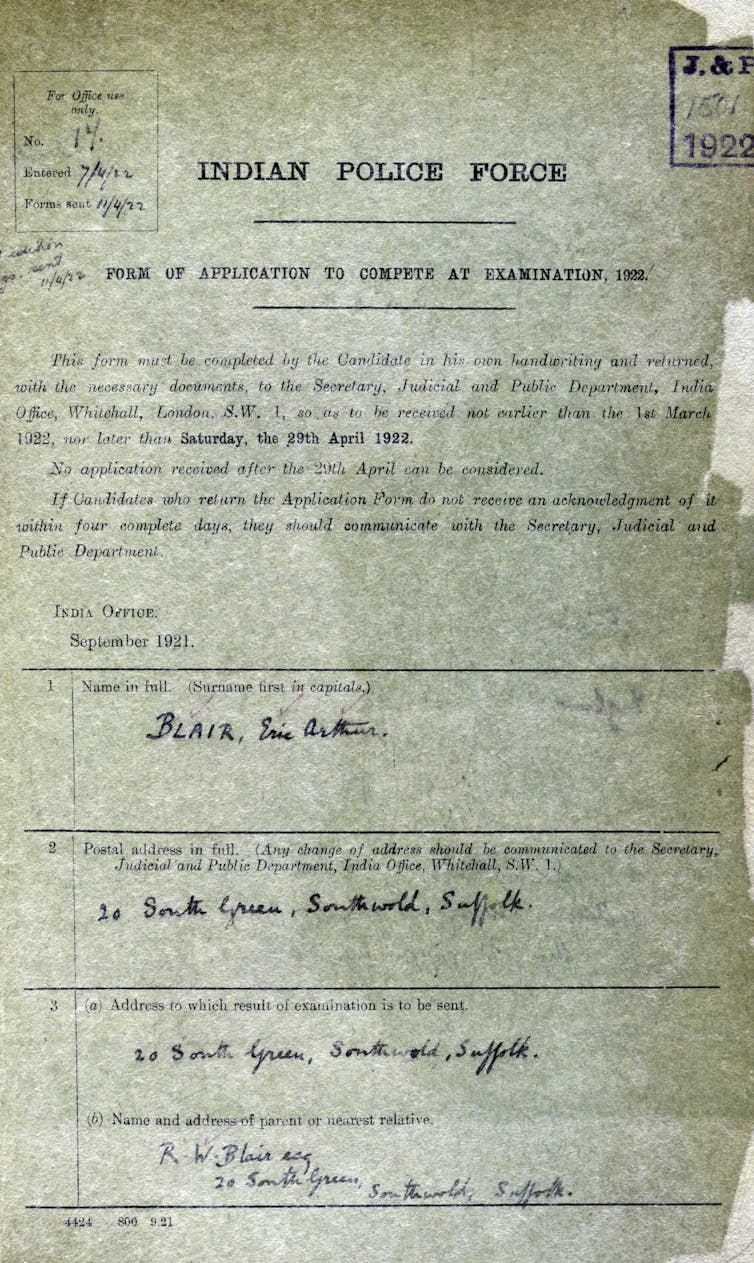 For Office use
only.
No. 17.
Entered 7/4/22
Forms sent 11/4/22
J. & P
1501
1922
sent
11/4/22
INDIAN POLICE FORCE
FORM OF APPLICATION TO COMPETE AT EXAMINATION, 1922.
This form must be completed by the Candidate in his own handwriting and returned,
with the necessary documents, to the Secretary, Judicial and Public Department, India
Office, Whitehall, London, S.W. 1, so as to be received not earlier than the 1st March
1922, nor later than Saturday, the 29th April 1922.
No application received after the 29th April can be considered.
If Candidates who return the Application Form do not receive an acknowledgment of it
within four complete days, they should communicate with the Secretary, Judicial and
Public Department.
INDIA OFFICE.
September 1921.
1 Name in full. (Surname first in capitals.)
BLAIR, Eric Arthur.
2 Postal address in full. (Any change of address should be communicated to the Secretary,
Judicial and Public Department, India Office, Whitehall, S.W. 1.)
20 South Green, Southwold, Suffolk.
3 (a) Address to which result of examination is to be sent.
20 South Green, Southwold, Suffolk.
(b) Name and address of parent or nearest relative.
R. W. Blair esq
20 South Green, Southwold, Suffolk.
4424 800 9.21